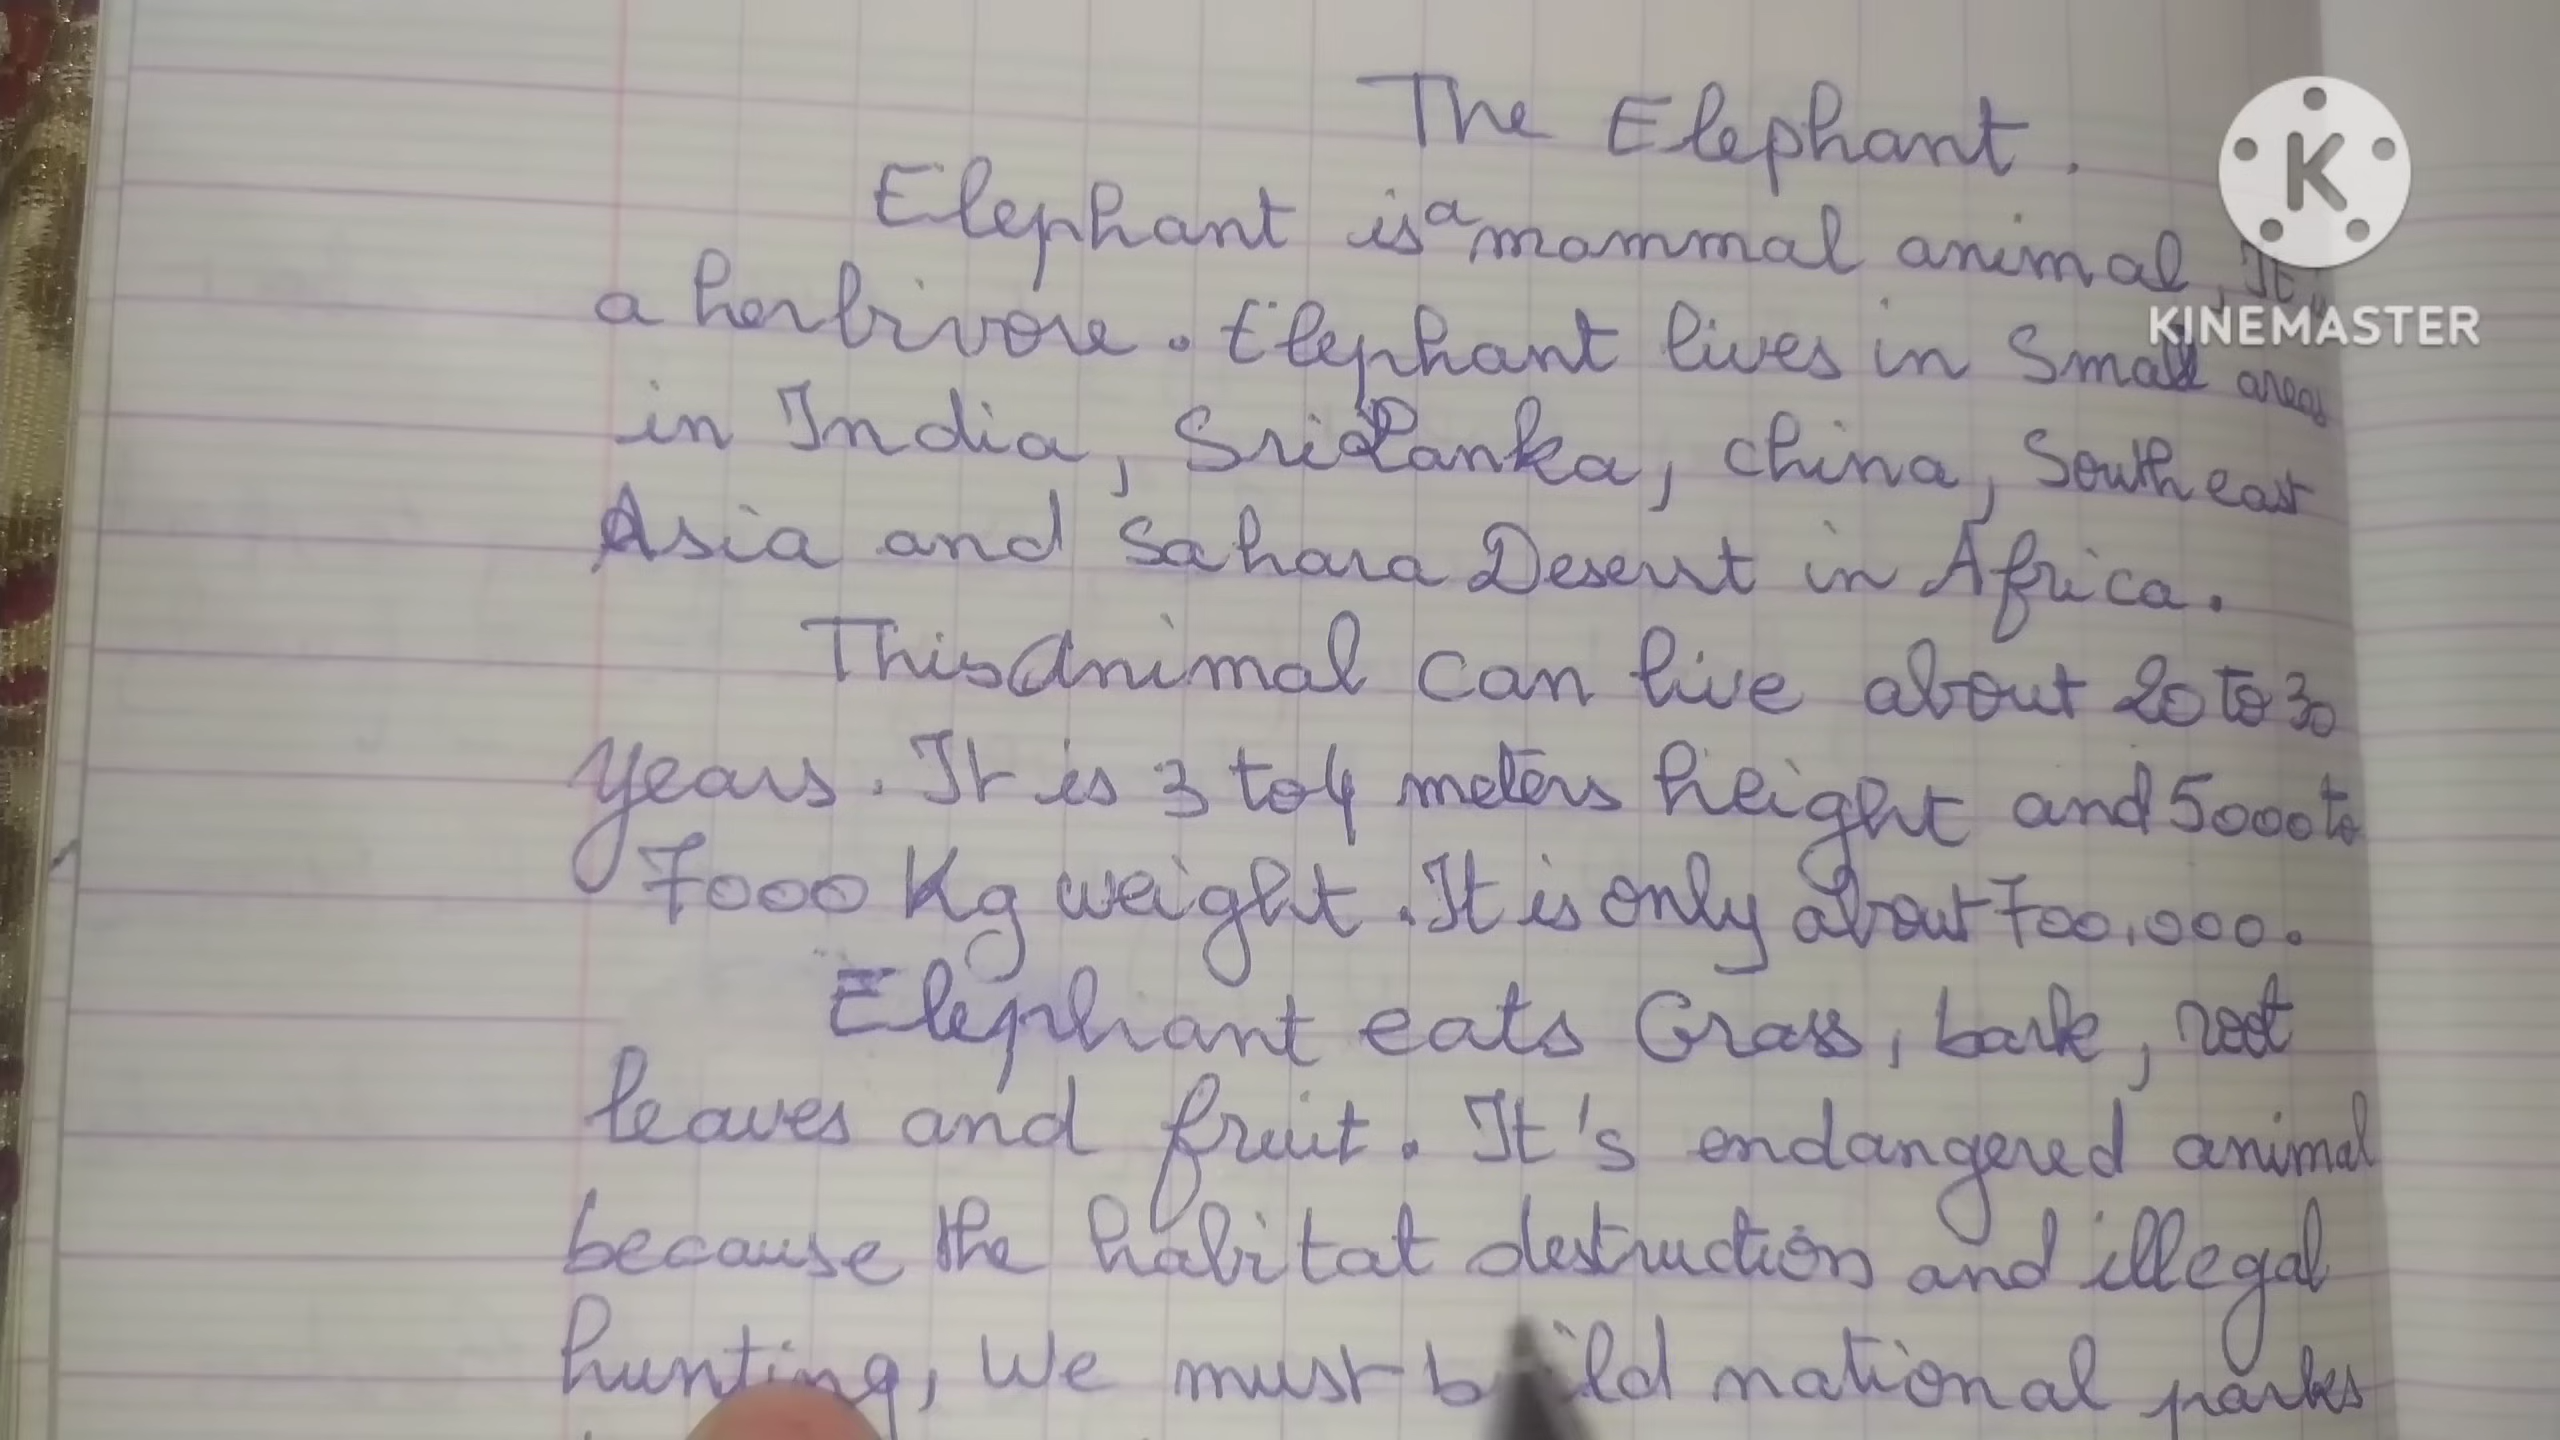 The Elephant.
Elephant is a mammal animal, It
a herbivore. Elephant lives in Small areas
in India, Sri Lanka, china, South east
Asia and Sahara Desert in Africa.
This animal can live about 20 to 30
years. It is 3 to 4 meters height and 5000 to
7000 Kg weight. It is only about 700.000.
Elephant eats Grass, bark, root
leaves and fruit. It's endangered animal
because the habitat destruction and illegal
hunting, We must build national parks
KINEMASTER